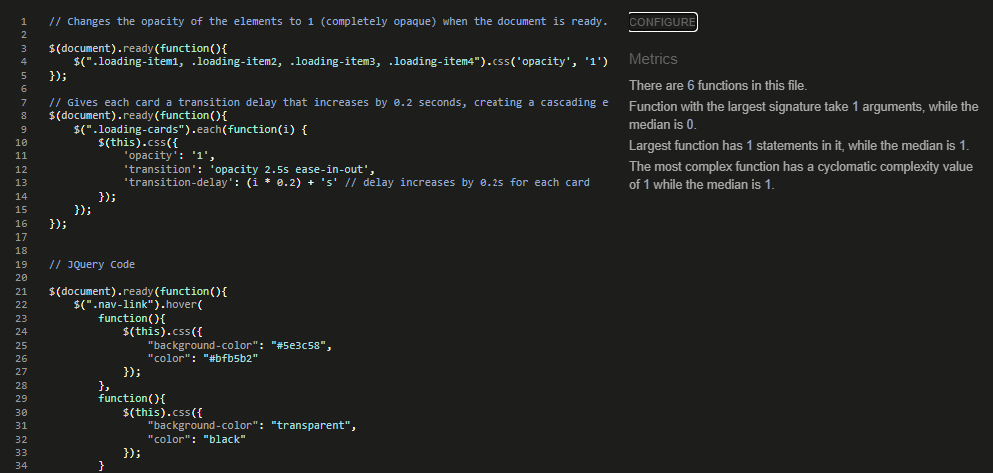 1 // Changes the opacity of the elements to 1 (completely opaque) when the document is ready.
2
3 $(document).ready(function(){
4     $(".loading-item1, .loading-item2, .loading-item3, .loading-item4").css('opacity', '1')
5 });
6
7 // Gives each card a transition delay that increases by 0.2 seconds, creating a cascading e
8 $(document).ready(function(){
9     $(".loading-cards").each(function(i) {
10         $(this).css({
11             'opacity': '1',
12             'transition': 'opacity 2.5s ease-in-out',
13             'transition-delay': (i * 0.2) + 's' // delay increases by 0.2s for each card
14         });
15     });
16 });
17
18
19 // JQuery Code
20
21 $(document).ready(function(){
22     $(".nav-link").hover(
23         function(){
24             $(this).css({
25                 "background-color": "#5e3c58",
26                 "color": "#bfb5b2"
27             });
28         },
29         function(){
30             $(this).css({
31                 "background-color": "transparent",
32                 "color": "black"
33             });
34         }
CONFIGURE
Metrics
There are 6 functions in this file.
Function with the largest signature take 1 arguments, while the
median is 0.
Largest function has 1 statements in it, while the median is 1.
The most complex function has a cyclomatic complexity value
of 1 while the median is 1.